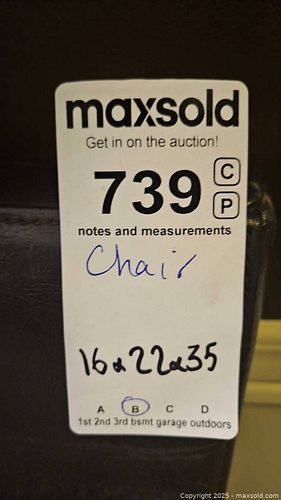 maxsold
Get in on the auction!
739 C
P
notes and measurements
Chair
16x22x35
A B C D
1st 2nd 3rd bsmt garage outdoors
Copyright 2025 - maxsold.com